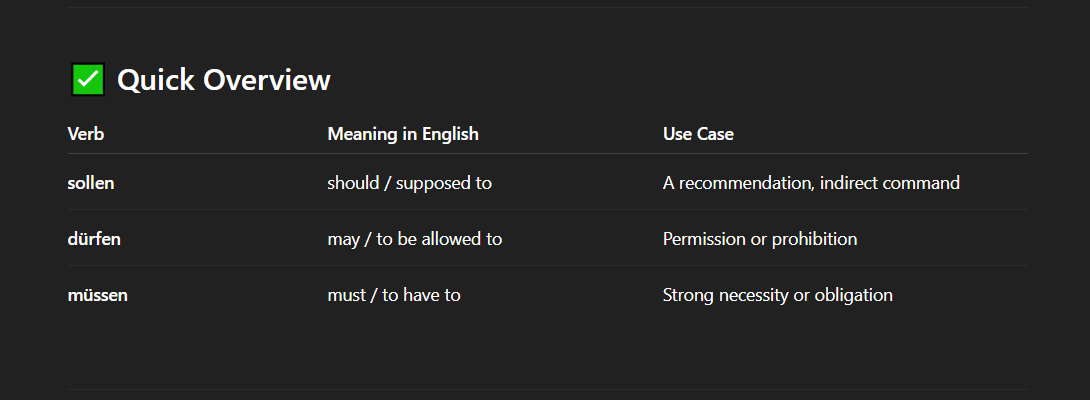 ✅ Quick Overview
Verb Meaning in English Use Case
sollen should / supposed to A recommendation, indirect command
dürfen may / to be allowed to Permission or prohibition
müssen must / to have to Strong necessity or obligation